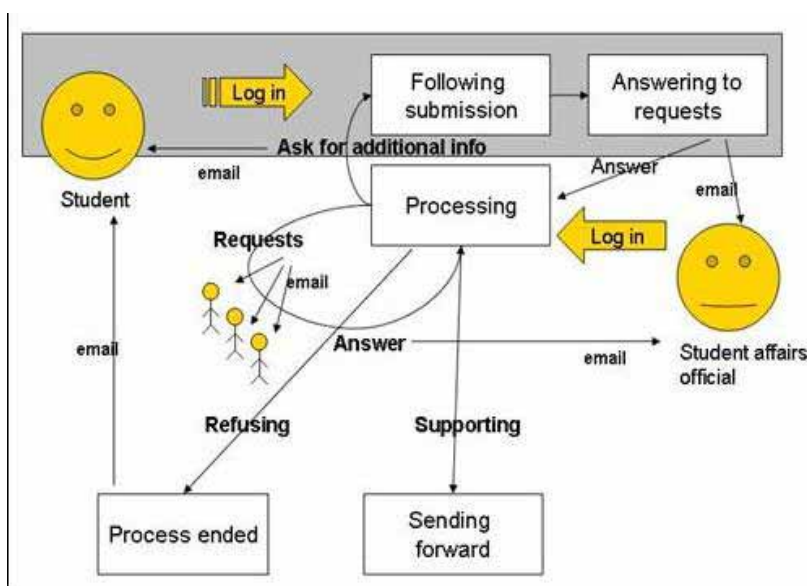 Log in
Following
submission
Answering to
requests
Ask for additional info
email
Student
Answer
email
Processing
Log in
Requests
email
Answer
email
Student affairs
official
email
Refusing
Supporting
Process ended
Sending
forward